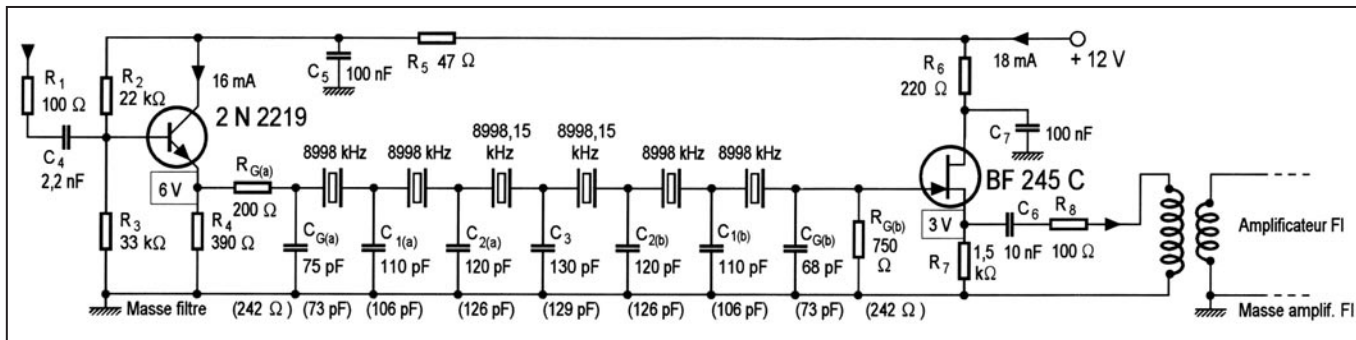 R1
100 Ω
C4
2,2 nF
R2
22 kΩ
R3
33 kΩ
16 mA
2 N 2219
6 V
R4
390 Ω
C5
100 nF
R5 47 Ω
RG(a)
200 Ω
8998 kHz
8998 kHz
8998,15
kHz
8998,15
kHz
8998 kHz
8998 kHz
CG(a)
75 pF
C1(a)
110 pF
C2(a)
120 pF
C3
130 pF
C2(b)
120 pF
C1(b)
110 pF
CG(b)
68 pF
RG(b)
750
Ω
R6
220 Ω
18 mA
+ 12 V
C7
100 nF
BF 245 C
3 V
C6
10 nF
R8
100 Ω
R7
1,5
kΩ
Amplificateur FI
Masse filtre
(242 Ω ) (73 pF) (106 pF) (126 pF) (129 pF) (126 pF) (106 pF) (73 pF) (242 Ω)
Masse amplif. FI